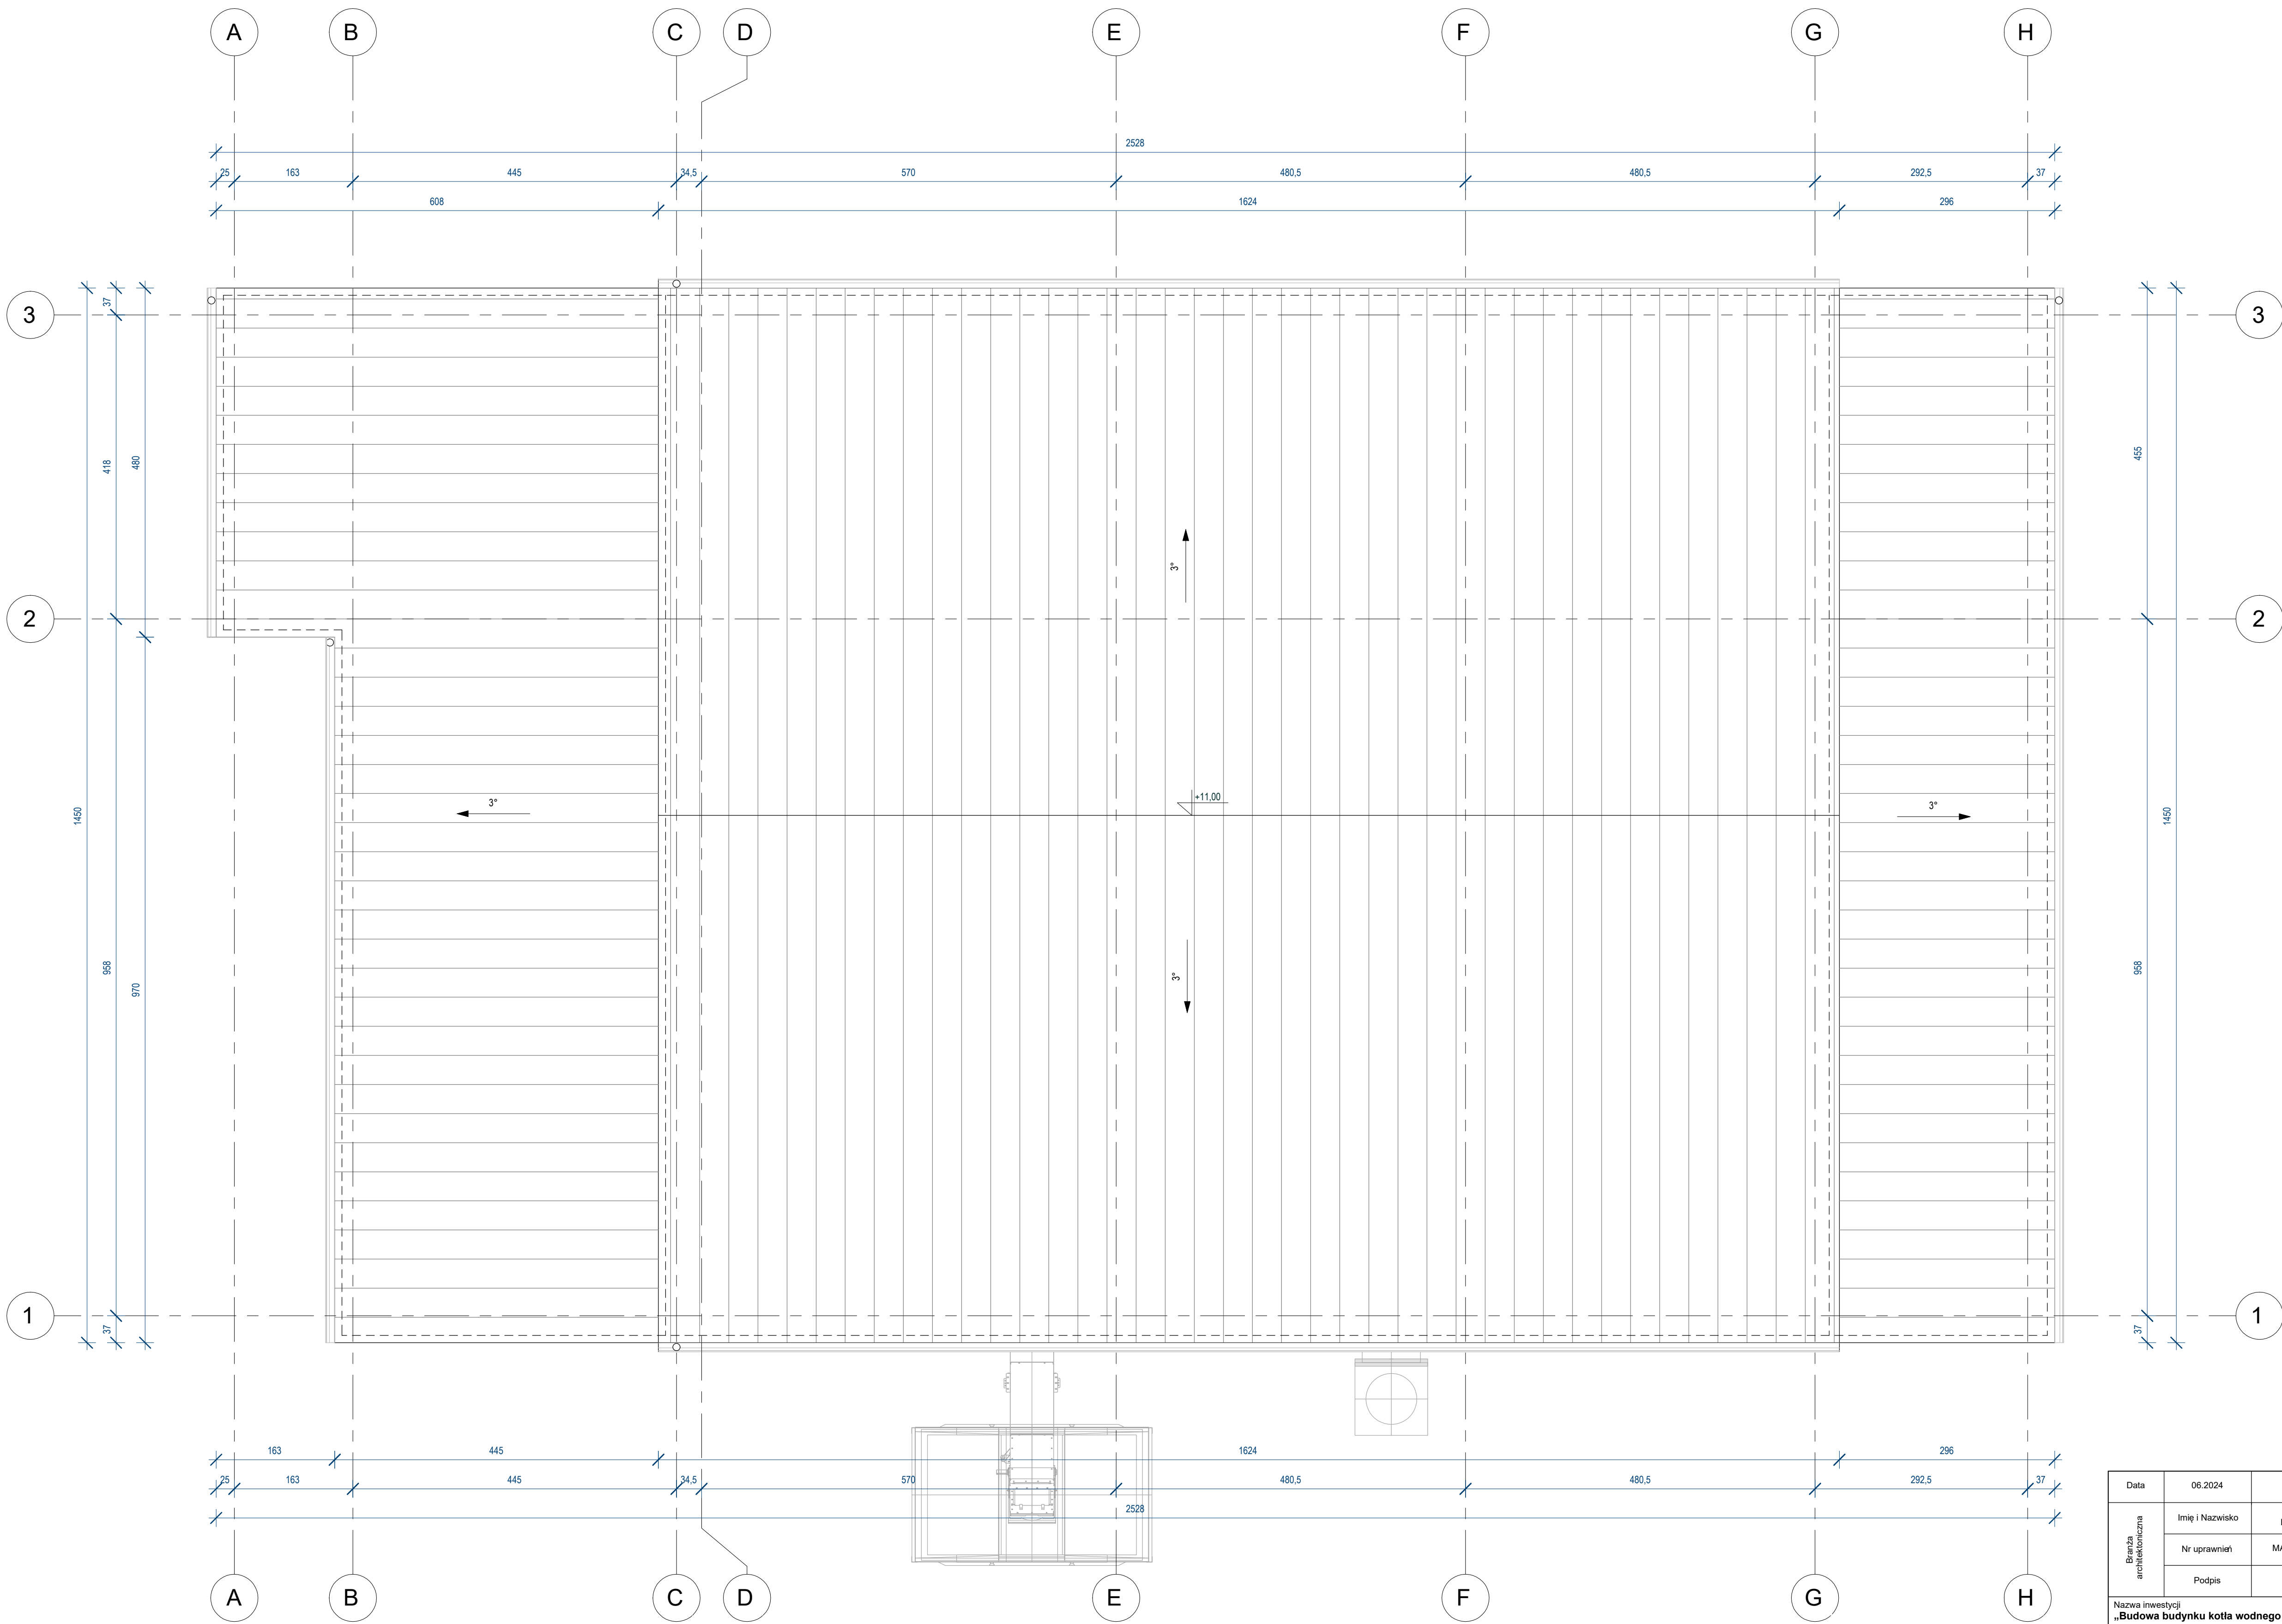 A B C D E F G H
2528
25 163 445 34,5 570 480,5 480,5 292,5 37
608 1624 296
37
3 3
418 480 455
3°
2 2
+11,00
3° 3°
1450 1450
958 970 958
3°
1 1
37 37
163 445 1624 296
25 163 445 34,5 570 480,5 480,5 292,5 37
2528
A B C D E F G H
Data 06.2024
Branża
architektoniczna
Imię i Nazwisko
Nr uprawnień
Podpis
Nazwa inwestycji
„Budowa budynku kotła wodnego